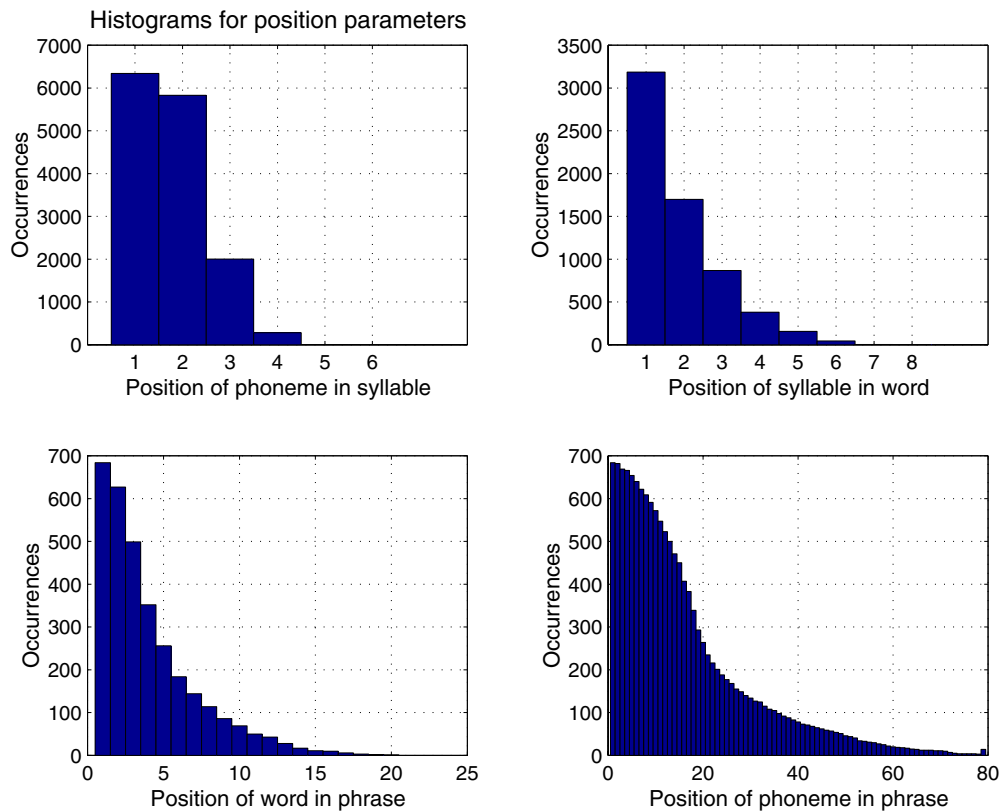 Histograms for position parameters
7000
6000
5000
4000
3000
2000
1000
0
Occurrences
1 2 3 4 5 6
Position of phoneme in syllable
3500
3000
2500
2000
1500
1000
500
0
Occurrences
1 2 3 4 5 6 7 8
Position of syllable in word
700
600
500
400
300
200
100
0
Occurrences
0 5 10 15 20 25
Position of word in phrase
700
600
500
400
300
200
100
0
Occurrences
0 20 40 60 80
Position of phoneme in phrase